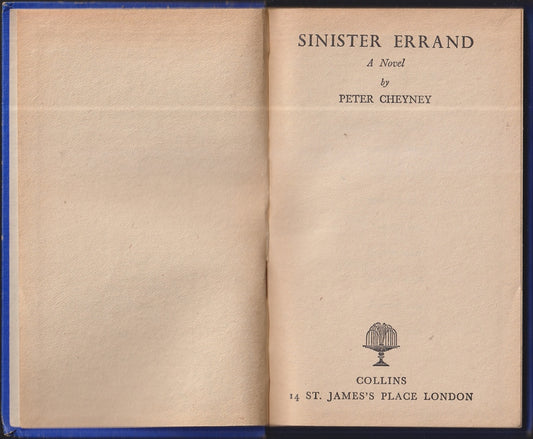 SINISTER ERRAND
A Novel
by
PETER CHEYNEY
COLLINS
14 ST. JAMES'S PLACE LONDON